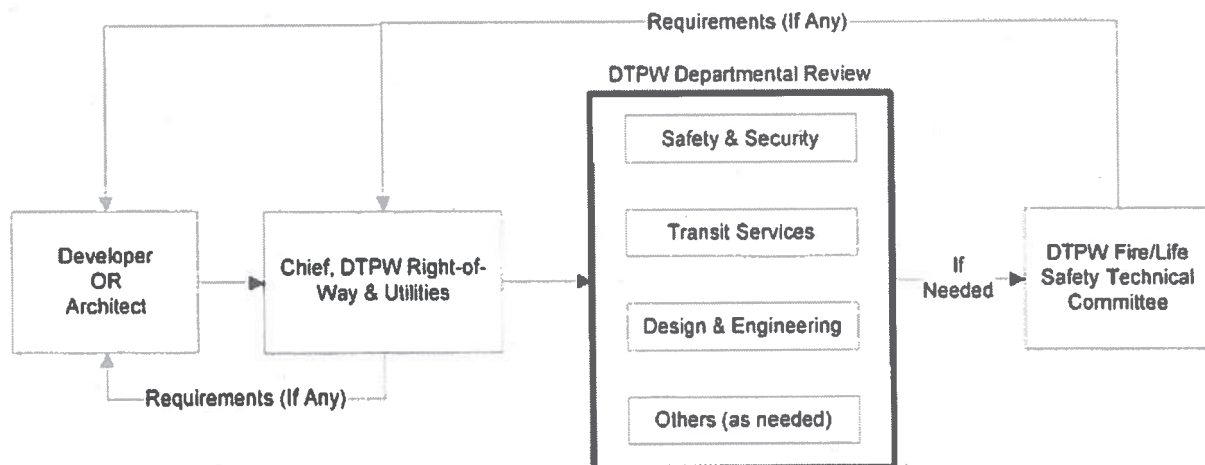 Requirements (If Any)
DTPW Departmental Review
Safety & Security
Transit Services
Design & Engineering
Others (as needed)
Developer
OR
Architect
Chief, DTPW Right-of-
Way & Utilities
If
Needed
DTPW Fire/Life
Safety Technical
Committee
Requirements (If Any)